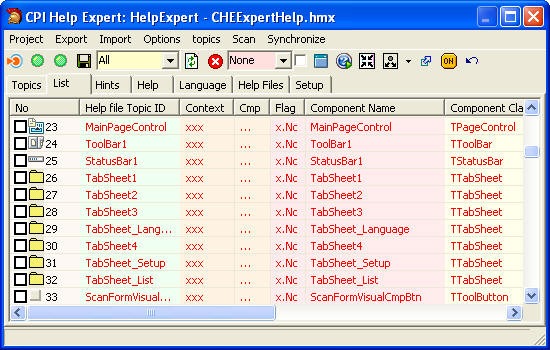 CPI Help Expert: HelpExpert - CHEExpertHelp.hmx
Project Export Import Options topics Scan Synchronize
All None ON
Topics List Hints Help Language Help Files Setup
No Help file Topic ID Context Cmp Flag Component Name Component Cla
23 MainPageControl xxx ... x.Nc MainPageControl TPageControl
24 ToolBar1 xxx ... x.Nc ToolBar1 TToolBar
25 StatusBar1 xxx ... x.Nc StatusBar1 TStatusBar
26 TabSheet1 xxx ... x.Nc TabSheet1 TTabSheet
27 TabSheet2 xxx ... x.Nc TabSheet2 TTabSheet
28 TabSheet3 xxx ... x.Nc TabSheet3 TTabSheet
29 TabSheet_Lang... xxx ... x.Nc TabSheet_Language TTabSheet
30 TabSheet4 xxx ... x.Nc TabSheet4 TTabSheet
31 TabSheet_Setup xxx ... x.Nc TabSheet_Setup TTabSheet
32 TabSheet_List xxx ... x.Nc TabSheet_List TTabSheet
33 ScanFormVisual... xxx ... x.Nc ScanFormVisualCmpBtn TToolButton